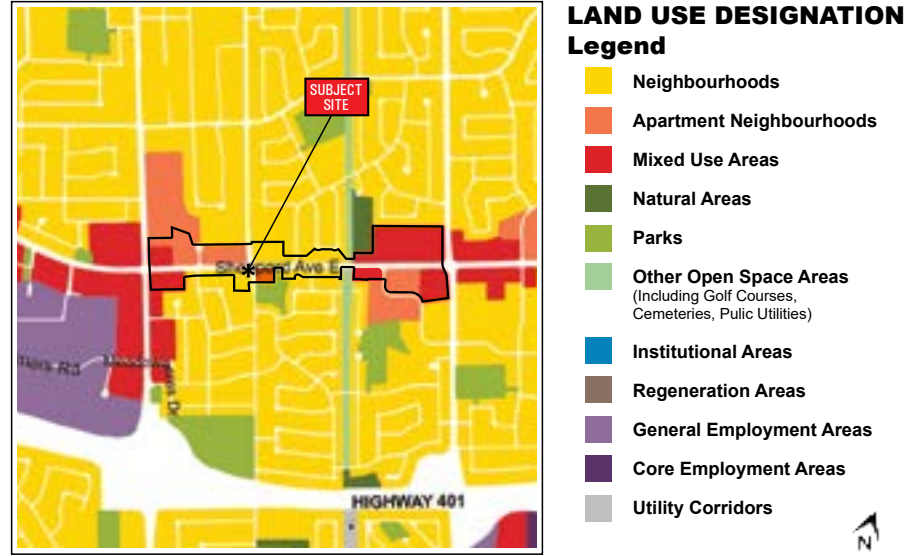 LAND USE DESIGNATION
Legend
SUBJECT
SITE
Neighbourhoods
Apartment Neighbourhoods
Mixed Use Areas
Natural Areas
Parks
Other Open Space Areas
(Including Golf Courses,
Cemeteries, Pulic Utilities)
Institutional Areas
Regeneration Areas
General Employment Areas
Core Employment Areas
Utility Corridors
Sheppard Ave E
HIGHWAY 401
N